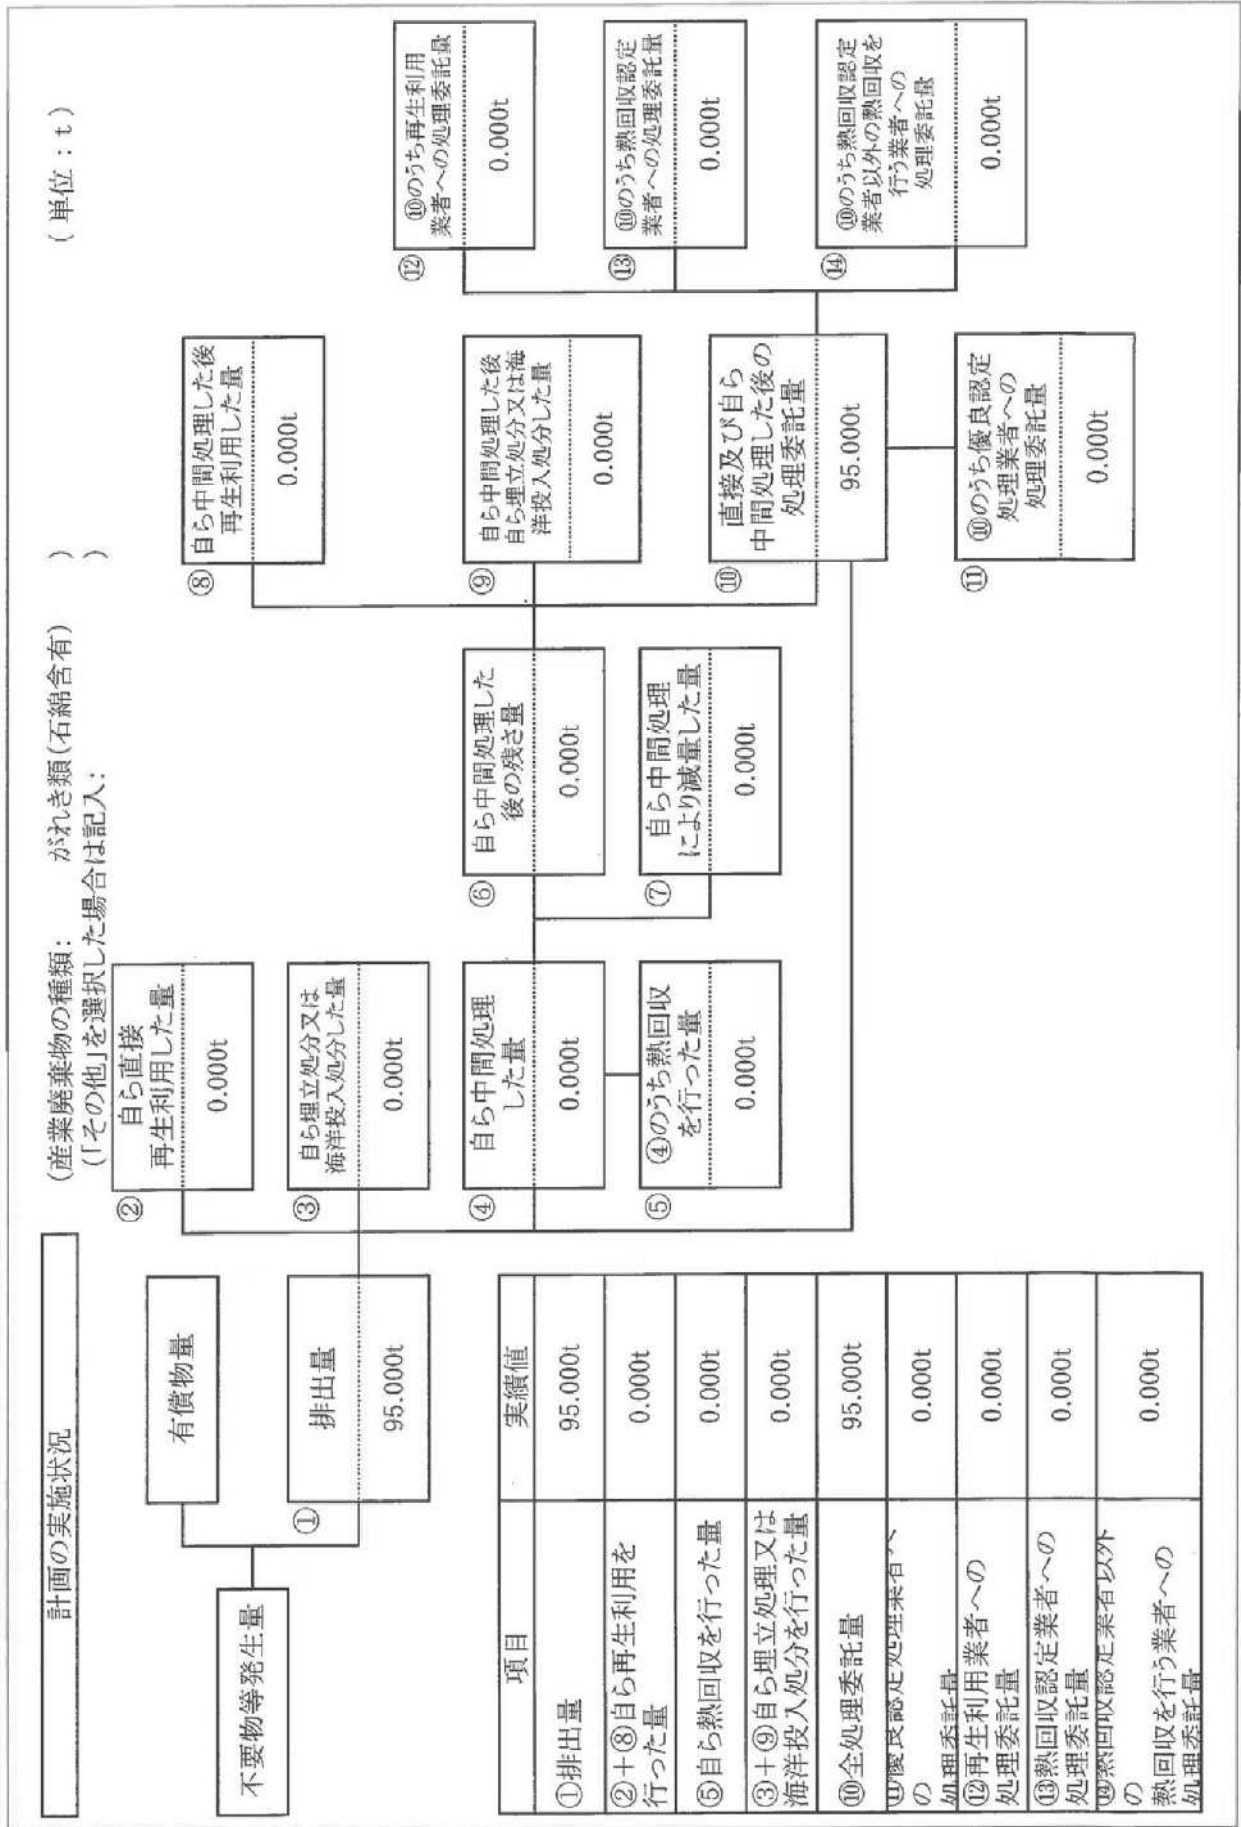 計画の実施状況
(産業廃棄物の種類: がれき類(石綿含有) )
(「その他」を選択した場合は記入: )
(単位:t)
不要物等発生量
有償物量
①
排出量
95.000t
②
自ら直接
再生利用した量
0.000t
③
自ら埋立処分又は
海洋投入処分した量
0.000t
④
自ら中間処理
した量
0.000t
⑤
④のうち熱回収
を行った量
0.000t
⑥
自ら中間処理した
後の残さ量
0.000t
⑦
自ら中間処理
により減量した量
0.000t
⑧
自ら中間処理した後
再生利用した量
0.000t
⑨
自ら中間処理した後
自ら埋立処分又は海
洋投入処分した量
0.000t
⑩
直接及び自ら
中間処理した後の
処理委託量
95.000t
⑪
⑩のうち優良認定
処理業者への
処理委託量
0.000t
⑫
⑩のうち再生利用
業者への処理委託量
0.000t
⑬
⑩のうち熱回収認定
業者への処理委託量
0.000t
⑭
⑩のうち熱回収認定
業者以外の熱回収を
行う業者への
処理委託量
0.000t
項目 実績値
①排出量 95.000t
②+⑧自ら再生利用を
行った量 0.000t
⑤自ら熱回収を行った量 0.000t
③+⑨自ら埋立処理又は
海洋投入処分を行った量 0.000t
⑩全処理委託量 95.000t
⑪優良認定処理業者へ
の
処理委託量 0.000t
⑫再生利用業者への
処理委託量 0.000t
⑬熱回収認定業者への
処理委託量 0.000t
⑭熱回収認定業者以外
の
熱回収を行う業者への
処理委託量 0.000t